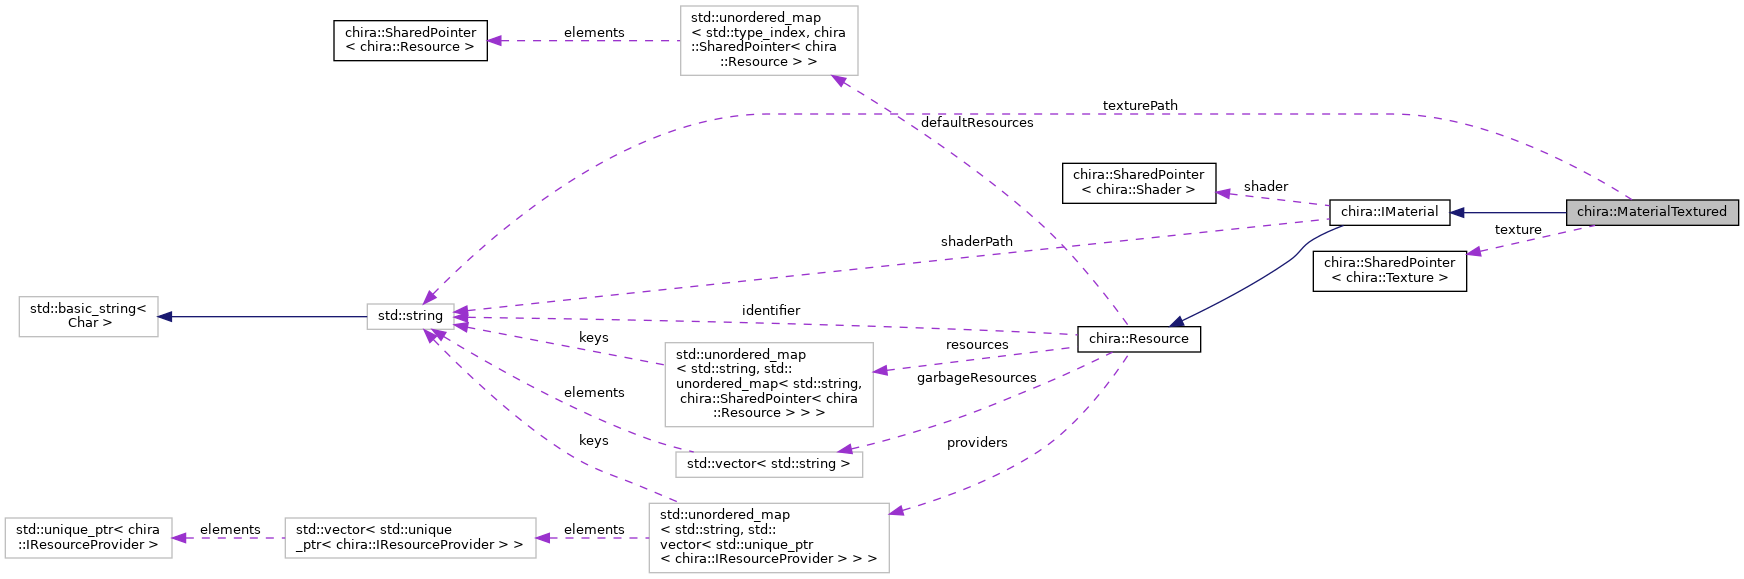 std::unordered_map
< std::type_index, chira
::SharedPointer< chira
::Resource > >
chira::SharedPointer
< chira::Resource >
elements
texturePath
defaultResources
chira::SharedPointer
< chira::Shader >
shader
chira::IMaterial
chira::MaterialTextured
texture
chira::SharedPointer
< chira::Texture >
shaderPath
std::basic_string<
Char >
std::string
identifier
chira::Resource
keys
resources
std::unordered_map
< std::string, std::
unordered_map< std::string,
chira::SharedPointer< chira
::Resource > > >
garbageResources
elements
keys
providers
std::vector< std::string >
std::unordered_map
< std::string, std::
vector< std::unique_ptr
< chira::IResourceProvider > > >
elements
std::vector< std::unique
_ptr< chira::IResourceProvider > >
elements
std::unique_ptr< chira
::IResourceProvider >